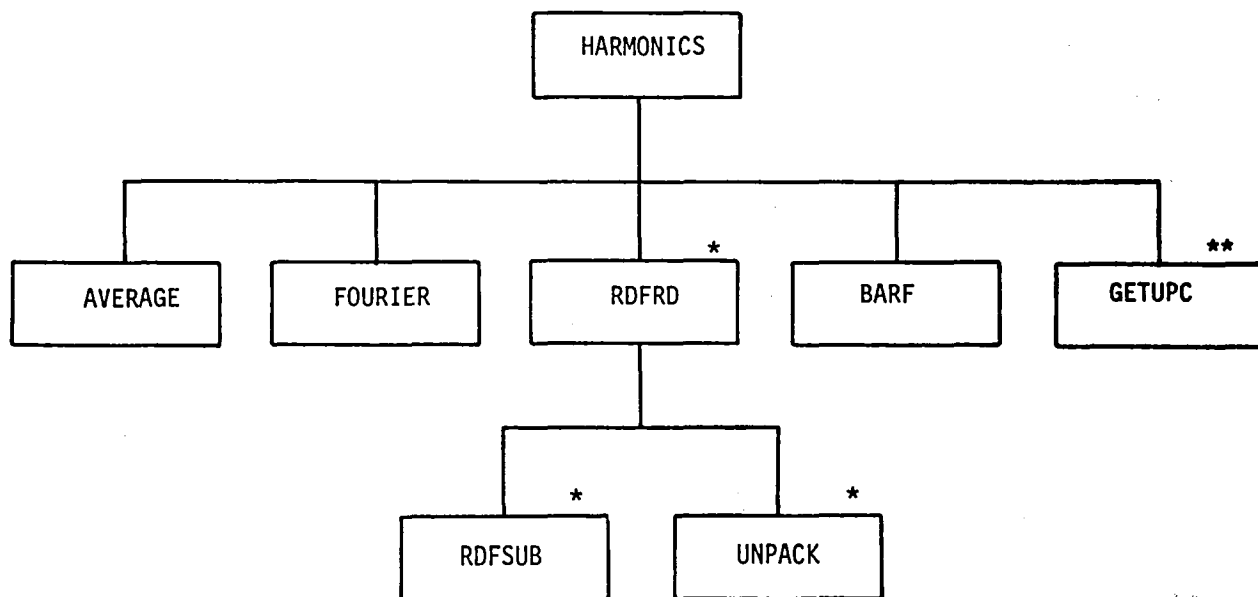 HARMONICS
* **
AVERAGE FOURIER RDFRD BARF GETUPC
* *
RDFSUB UNPACK